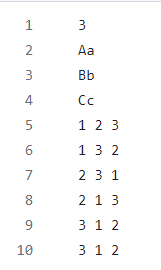 1 3
2 Aa
3 Bb
4 Cc
5 1 2 3
6 1 3 2
7 2 3 1
8 2 1 3
9 3 1 2
10 3 1 2